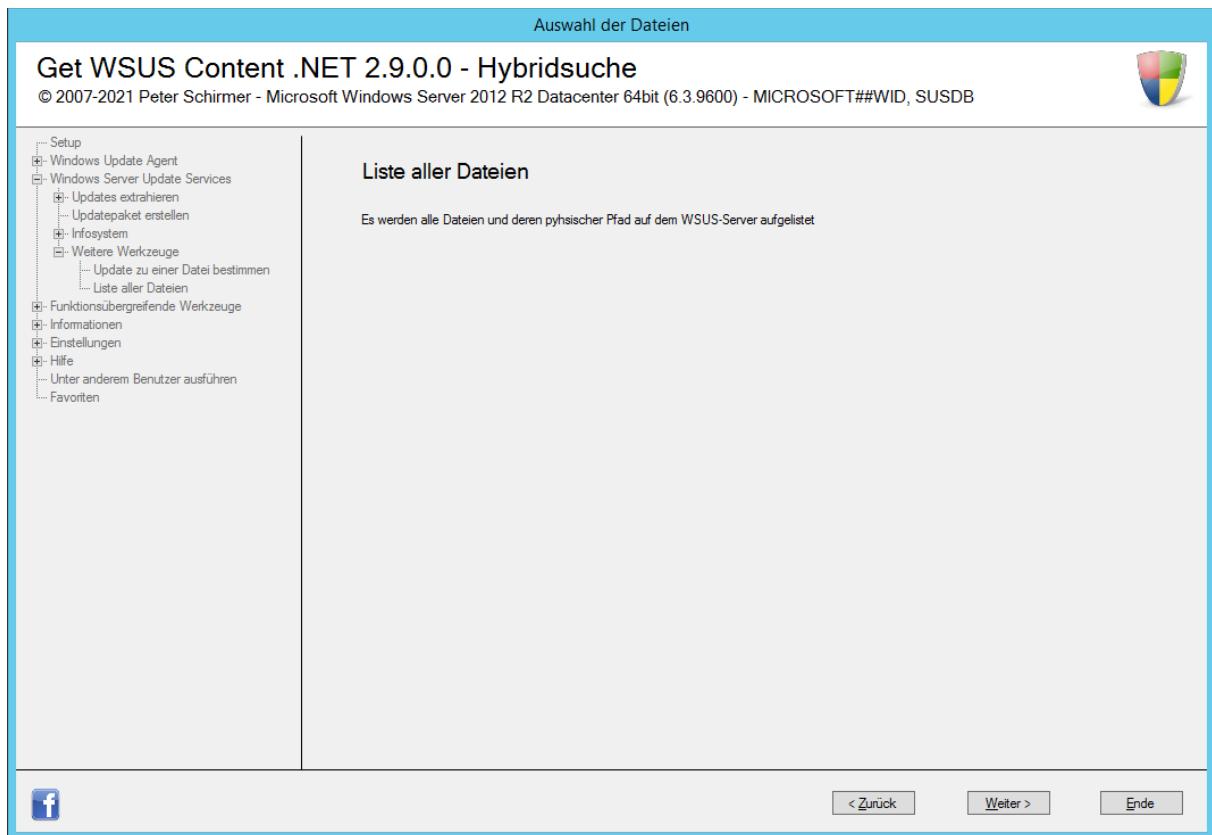 Auswahl der Dateien
Get WSUS Content .NET 2.9.0.0 - Hybridsuche
© 2007-2021 Peter Schirmer - Microsoft Windows Server 2012 R2 Datacenter 64bit (6.3.9600) - MICROSOFT##WID, SUSDB
Setup
Windows Update Agent
Windows Server Update Services
Updates extrahieren
Updatepaket erstellen
Infosystem
Weitere Werkzeuge
Update zu einer Datei bestimmen
Liste aller Dateien
Funktionsübergreifende Werkzeuge
Informationen
Einstellungen
Hilfe
Unter anderem Benutzer ausführen
Favoriten
Liste aller Dateien
Es werden alle Dateien und deren pyhsischer Pfad auf dem WSUS-Server aufgelistet
f
< Zurück
Weiter >
Ende